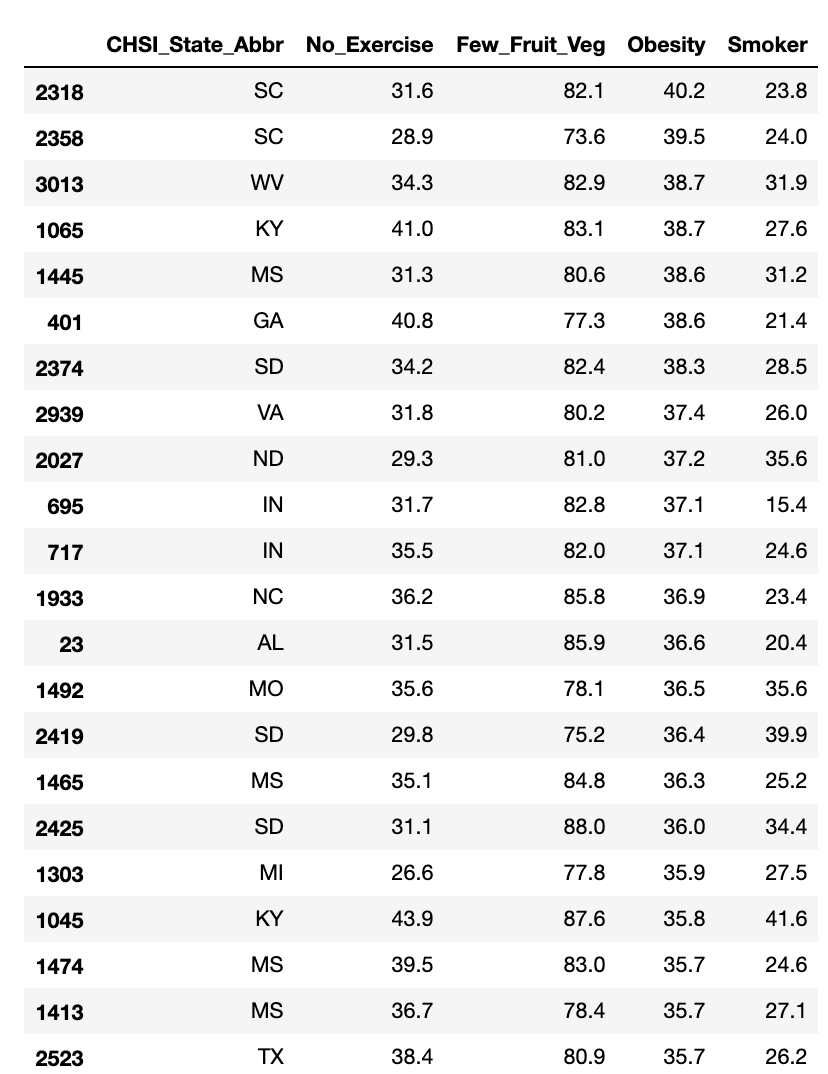 CHSI_State_Abbr No_Exercise Few_Fruit_Veg Obesity Smoker
2318 SC 31.6 82.1 40.2 23.8
2358 SC 28.9 73.6 39.5 24.0
3013 WV 34.3 82.9 38.7 31.9
1065 KY 41.0 83.1 38.7 27.6
1445 MS 31.3 80.6 38.6 31.2
401 GA 40.8 77.3 38.6 21.4
2374 SD 34.2 82.4 38.3 28.5
2939 VA 31.8 80.2 37.4 26.0
2027 ND 29.3 81.0 37.2 35.6
695 IN 31.7 82.8 37.1 15.4
717 IN 35.5 82.0 37.1 24.6
1933 NC 36.2 85.8 36.9 23.4
23 AL 31.5 85.9 36.6 20.4
1492 MO 35.6 78.1 36.5 35.6
2419 SD 29.8 75.2 36.4 39.9
1465 MS 35.1 84.8 36.3 25.2
2425 SD 31.1 88.0 36.0 34.4
1303 MI 26.6 77.8 35.9 27.5
1045 KY 43.9 87.6 35.8 41.6
1474 MS 39.5 83.0 35.7 24.6
1413 MS 36.7 78.4 35.7 27.1
2523 TX 38.4 80.9 35.7 26.2